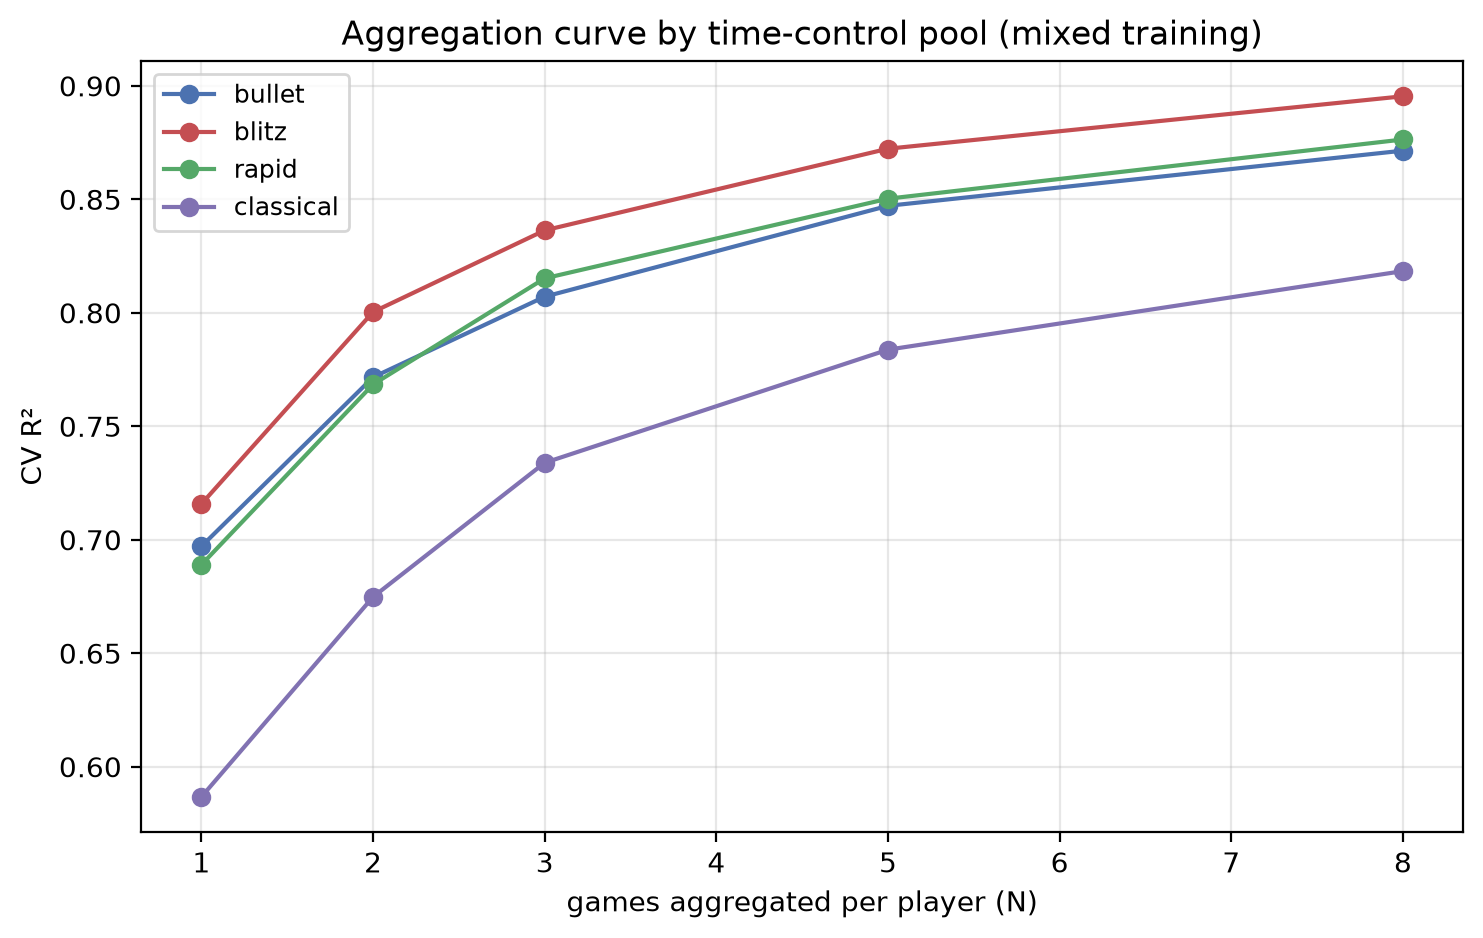 Aggregation curve by time-control pool (mixed training)
bullet
blitz
rapid
classical
0.90
0.85
0.80
0.75
0.70
0.65
0.60
CV R²
1 2 3 4 5 6 7 8
games aggregated per player (N)